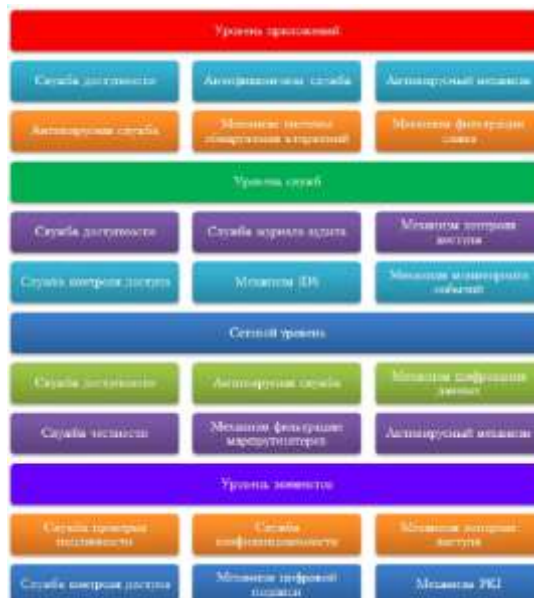 Уровень приложений
Служба доступности
Антифишинговая служба
Антивирусный механизм
Антивирусная служба
Механизм системы
обнаружения вторжений
Механизм фильтрации
спама
Уровень служб
Служба доступности
Служба журнала аудита
Механизм контроля
доступа
Служба контроля доступа
Механизм IDS
Механизм мониторинга
событий
Сетевой уровень
Служба доступности
Антивирусная служба
Механизм шифрования
данных
Служба честности
Механизм фильтрации
маршрутизатора
Антивирусный механизм
Уровень
Служба проверки
подлинности
Служба
конфиденциальности
Механизм контроля
доступа
Служба контроля доступа
Механизм цифровой
подписи
Механизм PKI